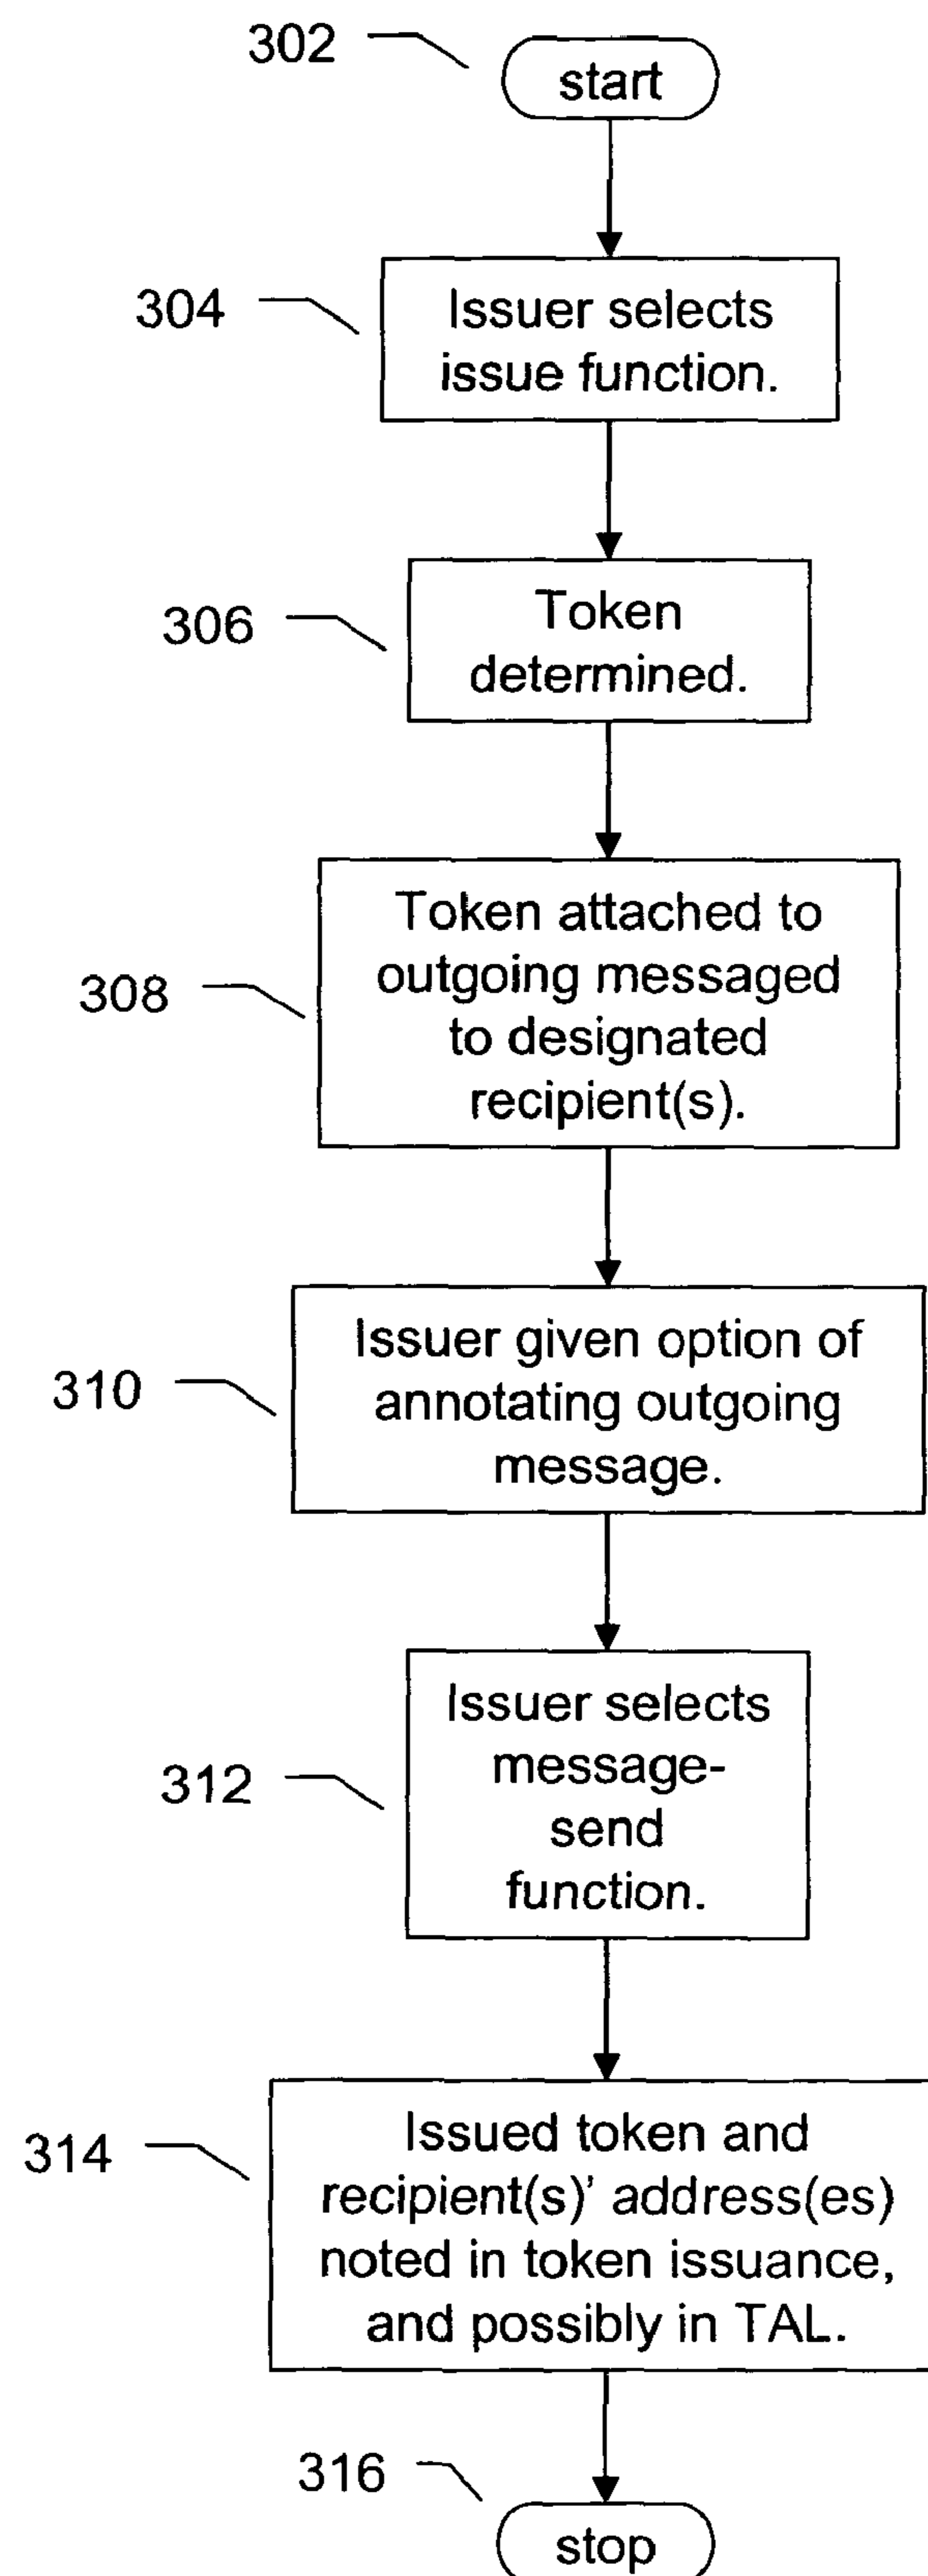 302
start
304
Issuer selects
issue function.
306
Token
determined.
308
Token attached to
outgoing messaged
to designated
recipient(s).
310
Issuer given option of
annotating outgoing
message.
312
Issuer selects
message-
send
function.
314
Issued token and
recipient(s)' address(es)
noted in token issuance,
and possibly in TAL.
316
stop